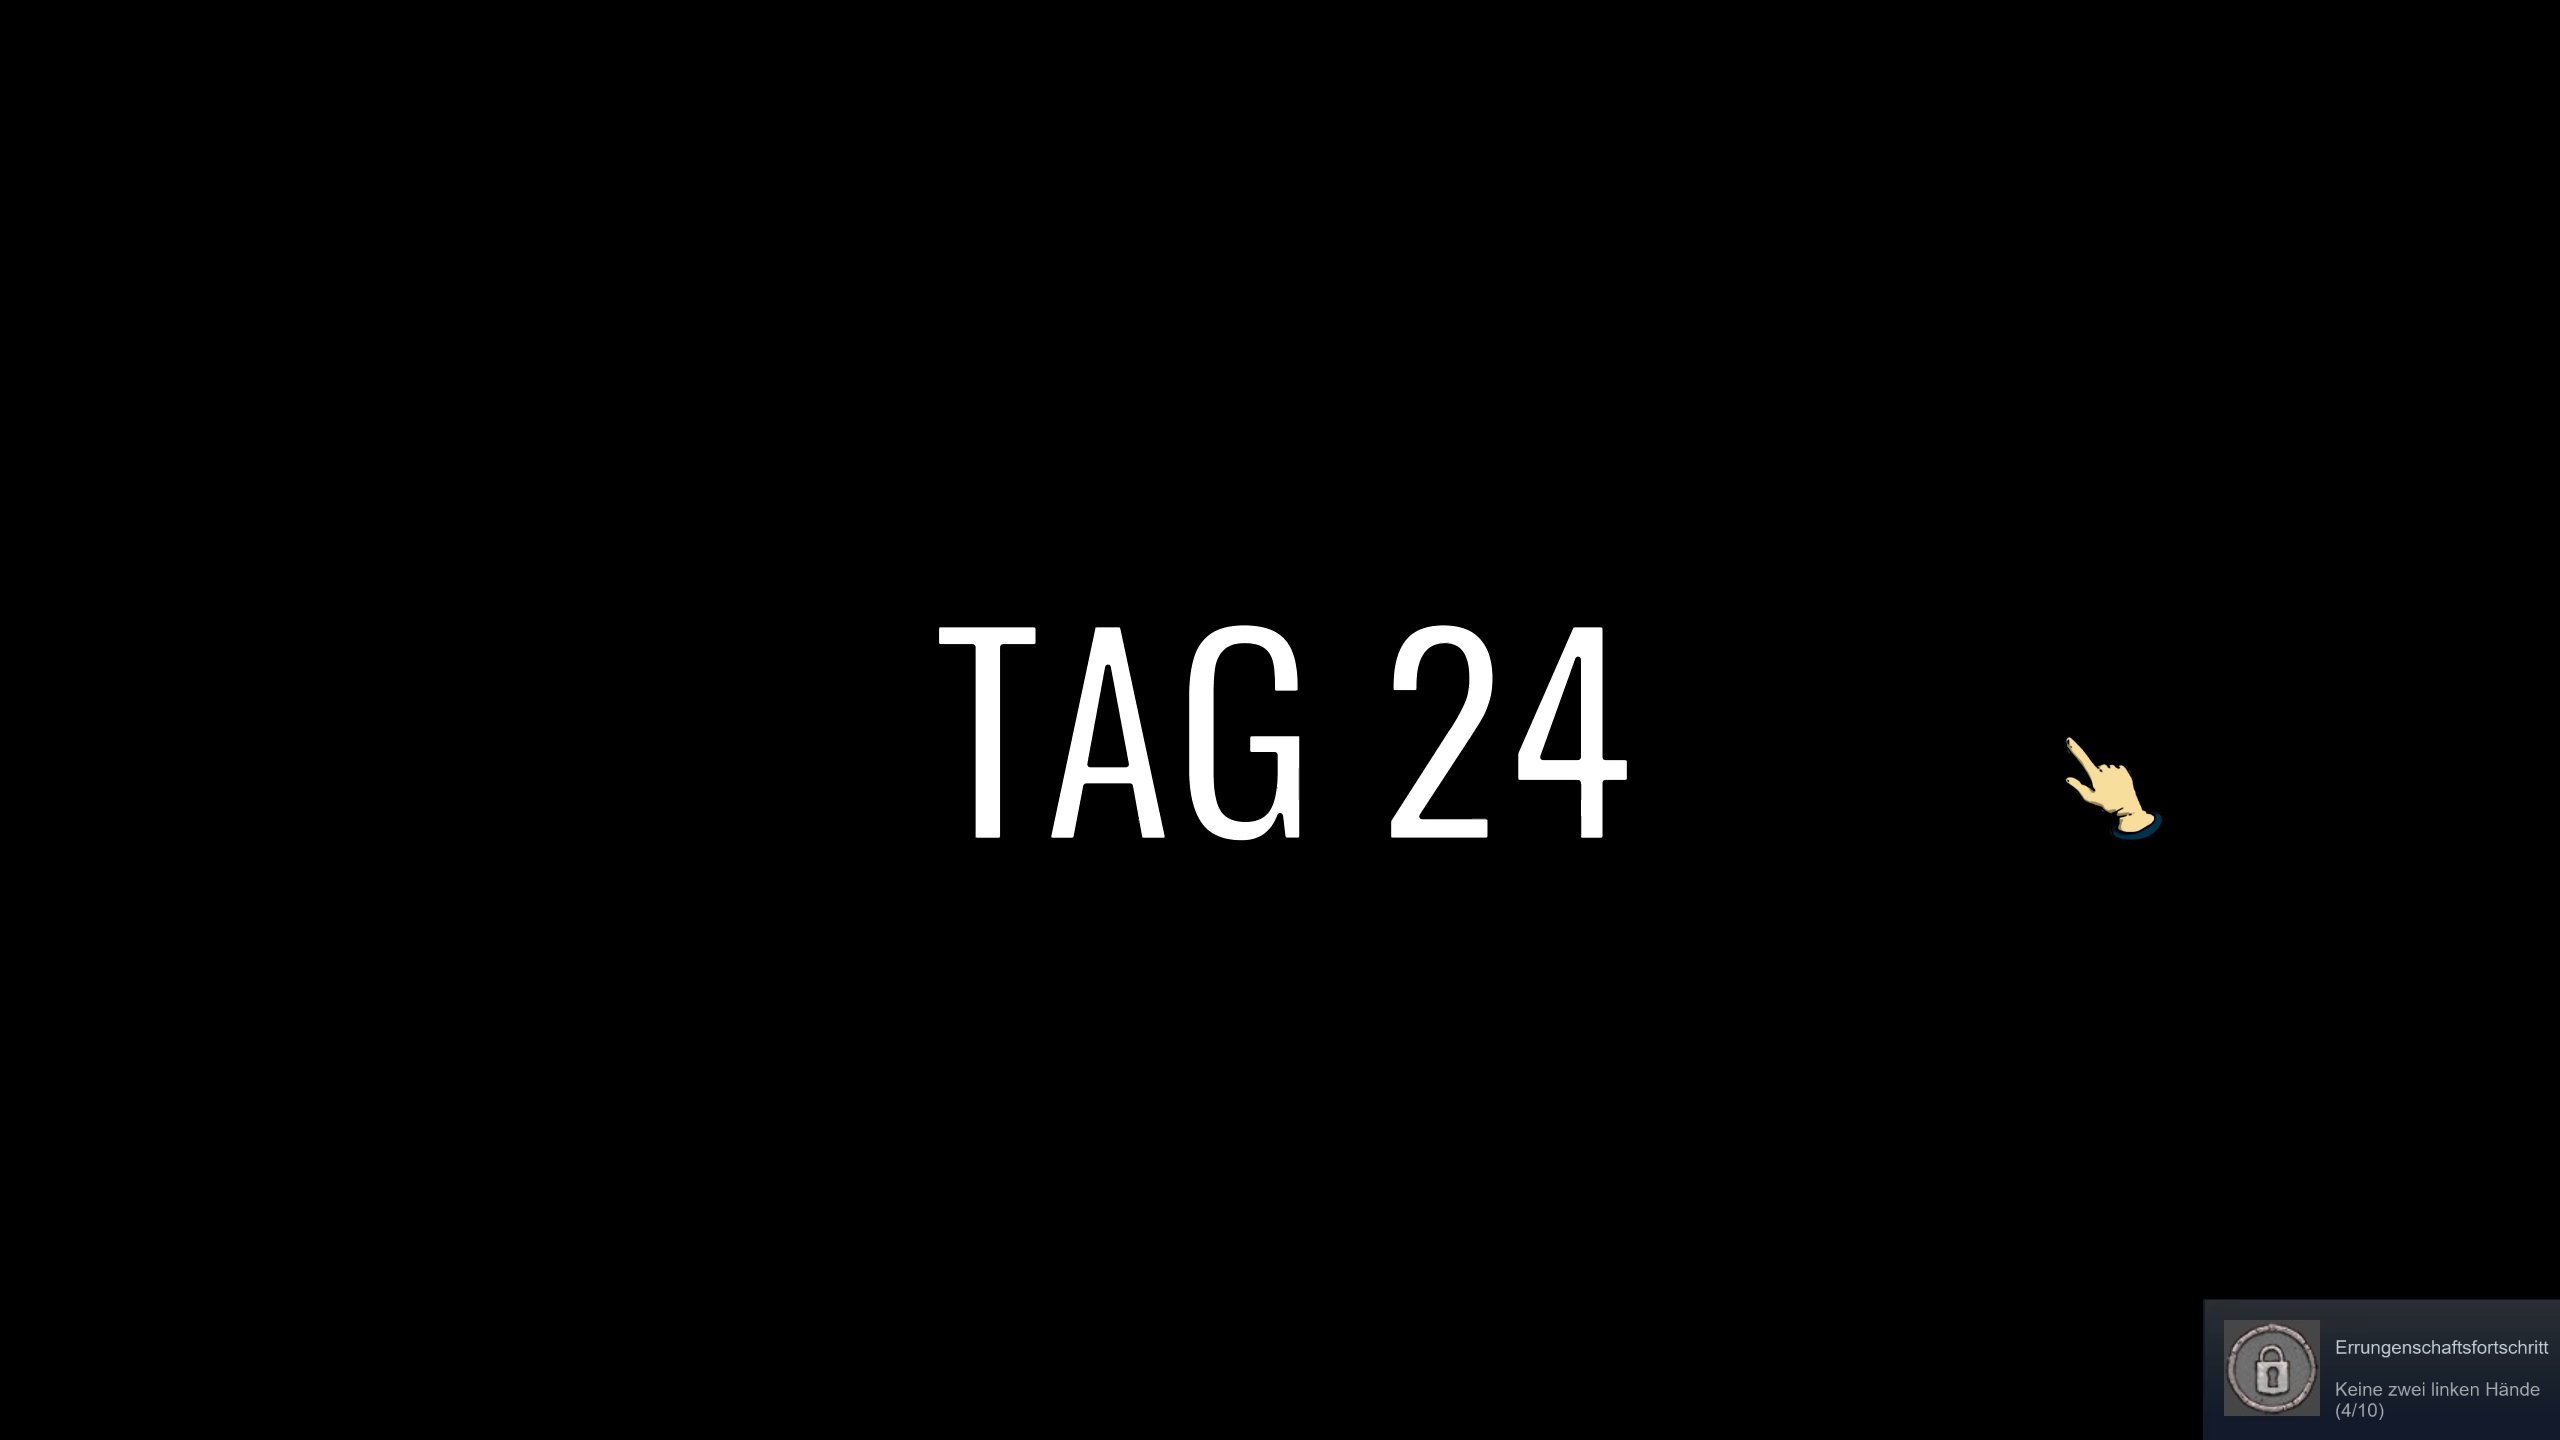 TAG 24
Errungenschaftsfortschritt
Keine zwei linken Hände
(4/10)